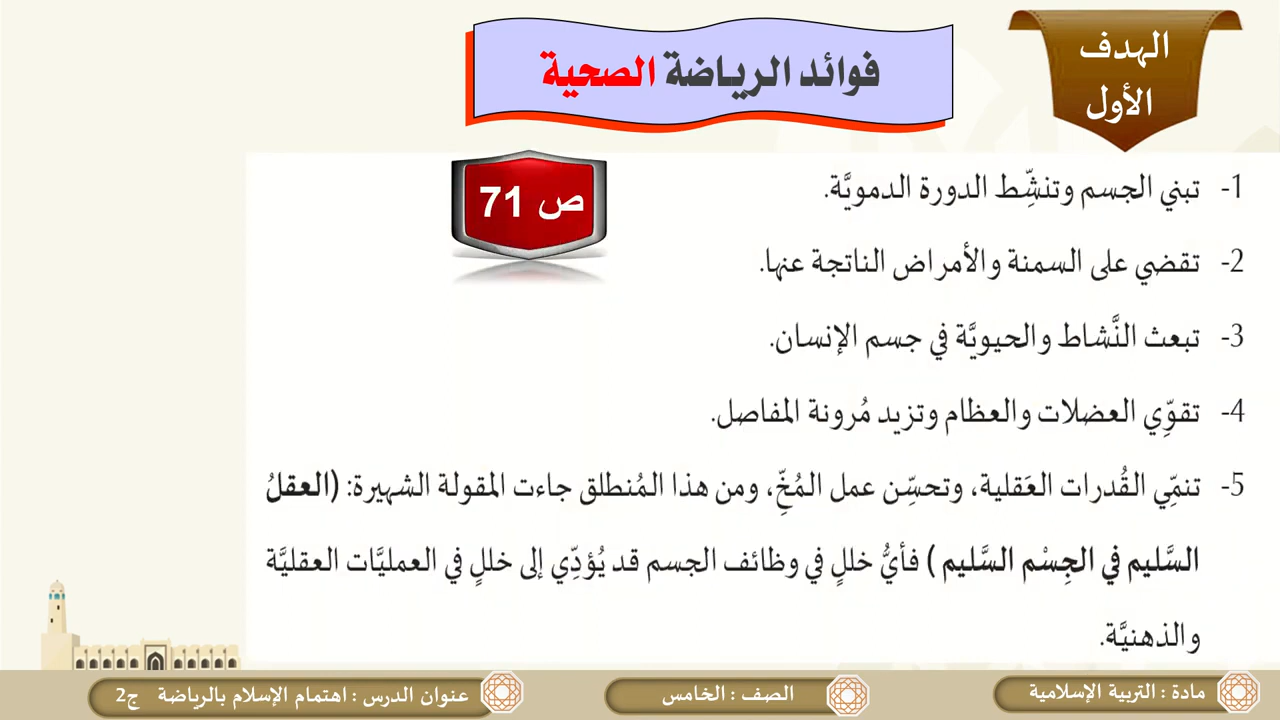 الهدف
الأول
فوائد الرياضة الصحية
ص 71
1- تبني الجسم وتنشِّط الدورة الدمويَّة.
2- تقضي على السمنة والأمراض الناتجة عنها.
3- تبعث النَّشاط والحيويَّة في جسم الإنسان.
4- تقوِّي العضلات والعظام وتزيد مُرونة المفاصل.
5- تنمِّي القُدرات العَقلية، وتحسِّن عمل المُخِّ، ومن هذا المُنطلق جاءت المقولة الشهيرة: (العقلُ
السَّليم في الجِسْم السَّليم ) فأيُّ خللٍ في وظائف الجسم قد يُؤدِّي إلى خللٍ في العمليَّات العقليَّة
والذهنيَّة.
مادة : التربية الإسلامية
الصف : الخامس
عنوان الدرس : اهتمام الإسلام بالرياضة ج2